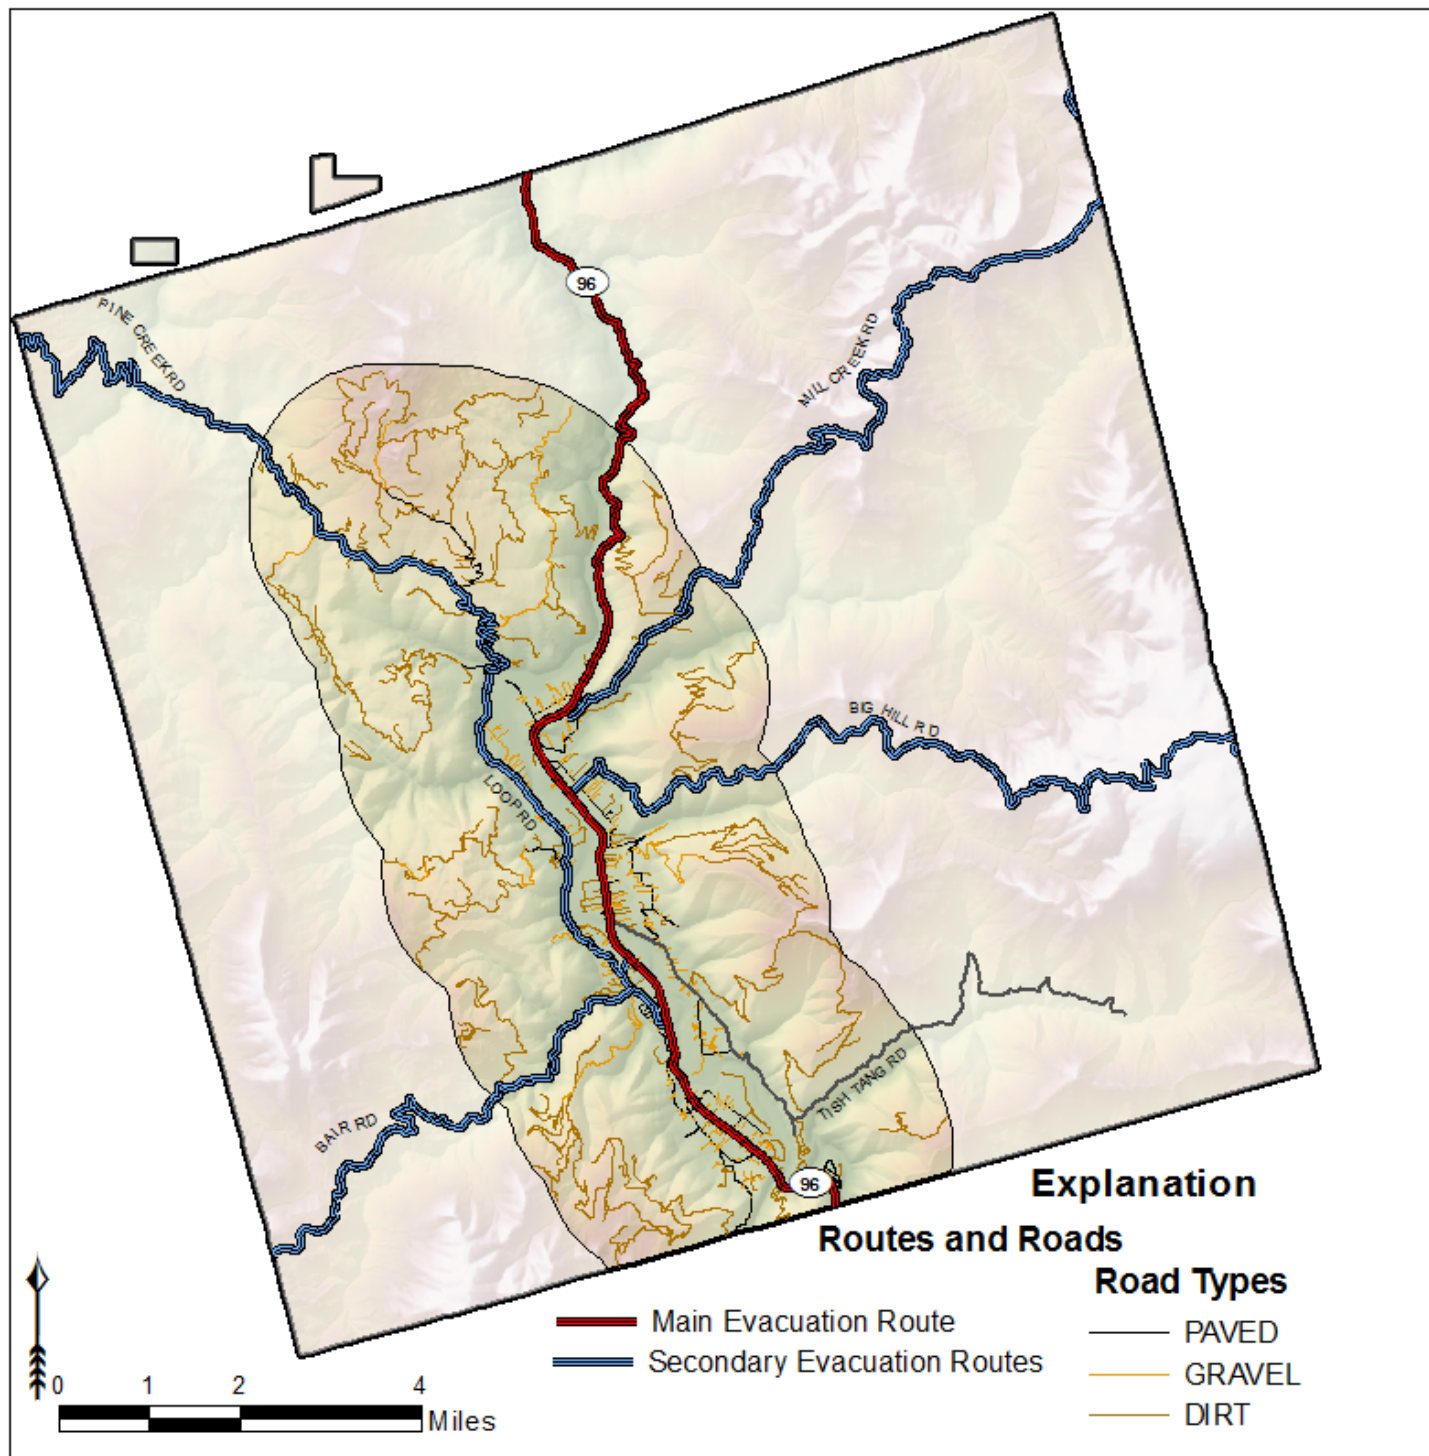 96
PINE CREEK RD
MILL CREEK RD
BIG HILL RD
LOOP RD
TISH TANG RD
BAIR RD
96
Explanation
Routes and Roads
Road Types
Main Evacuation Route
Secondary Evacuation Routes
PAVED
GRAVEL
DIRT
0 1 2 4
Miles